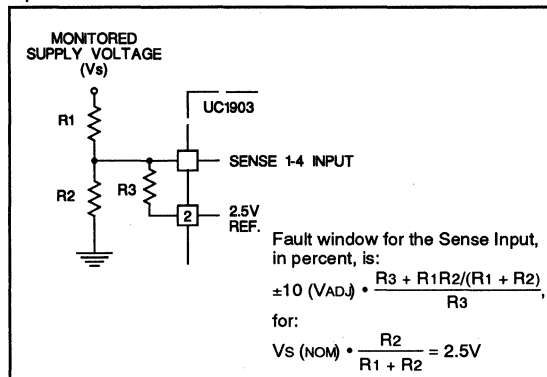 MONITORED
SUPPLY VOLTAGE
(Vs)
UC1903
R1
SENSE 1-4 INPUT
R2
R3
2
2.5V
REF.
Fault window for the Sense Input,
in percent, is:
±10 (VADJ) • R3 + R1R2/(R1 + R2) / R3,
for:
VS (NOM) • R2 / R1 + R2 = 2.5V